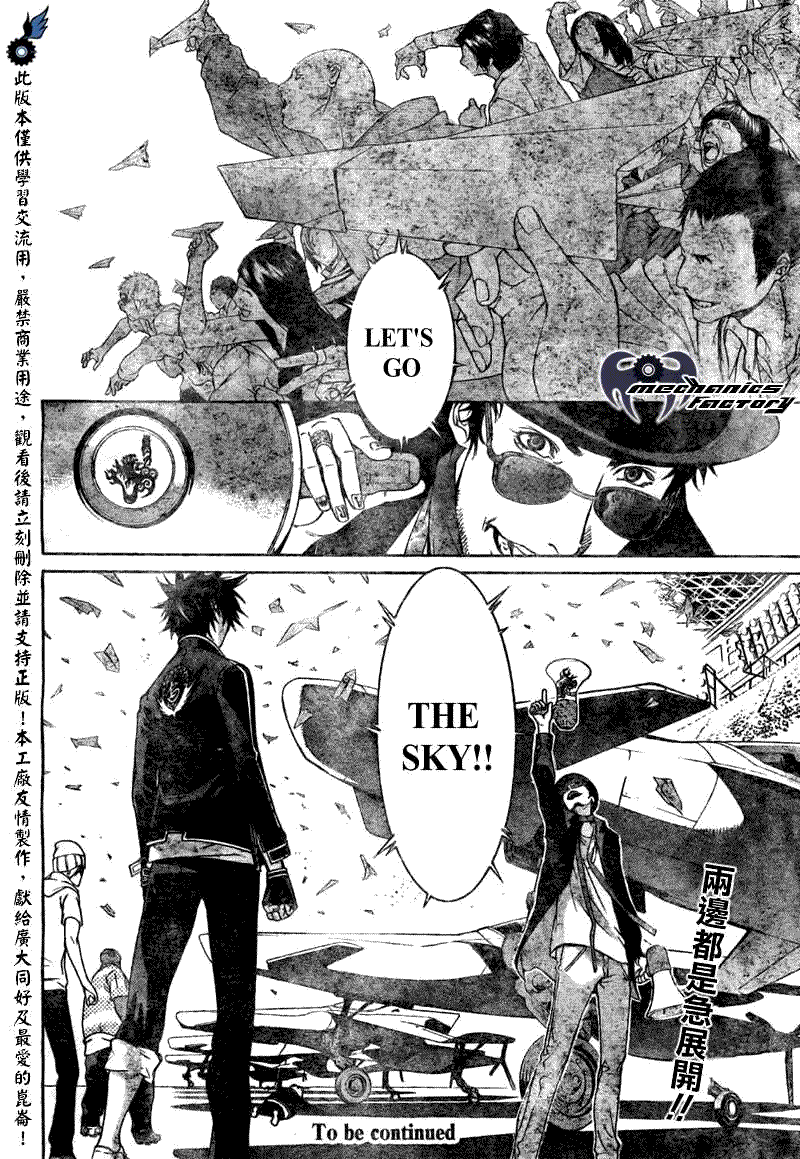 此版本僅供學習交流用，嚴禁商業用途，觀看後請立刻刪除並請支持正版！本工廠友情製作，獻給廣大同好及最愛的崑崙！
LET'S
GO
mechanics
factory
THE
SKY!!
兩邊都是急展開!!
To be continued